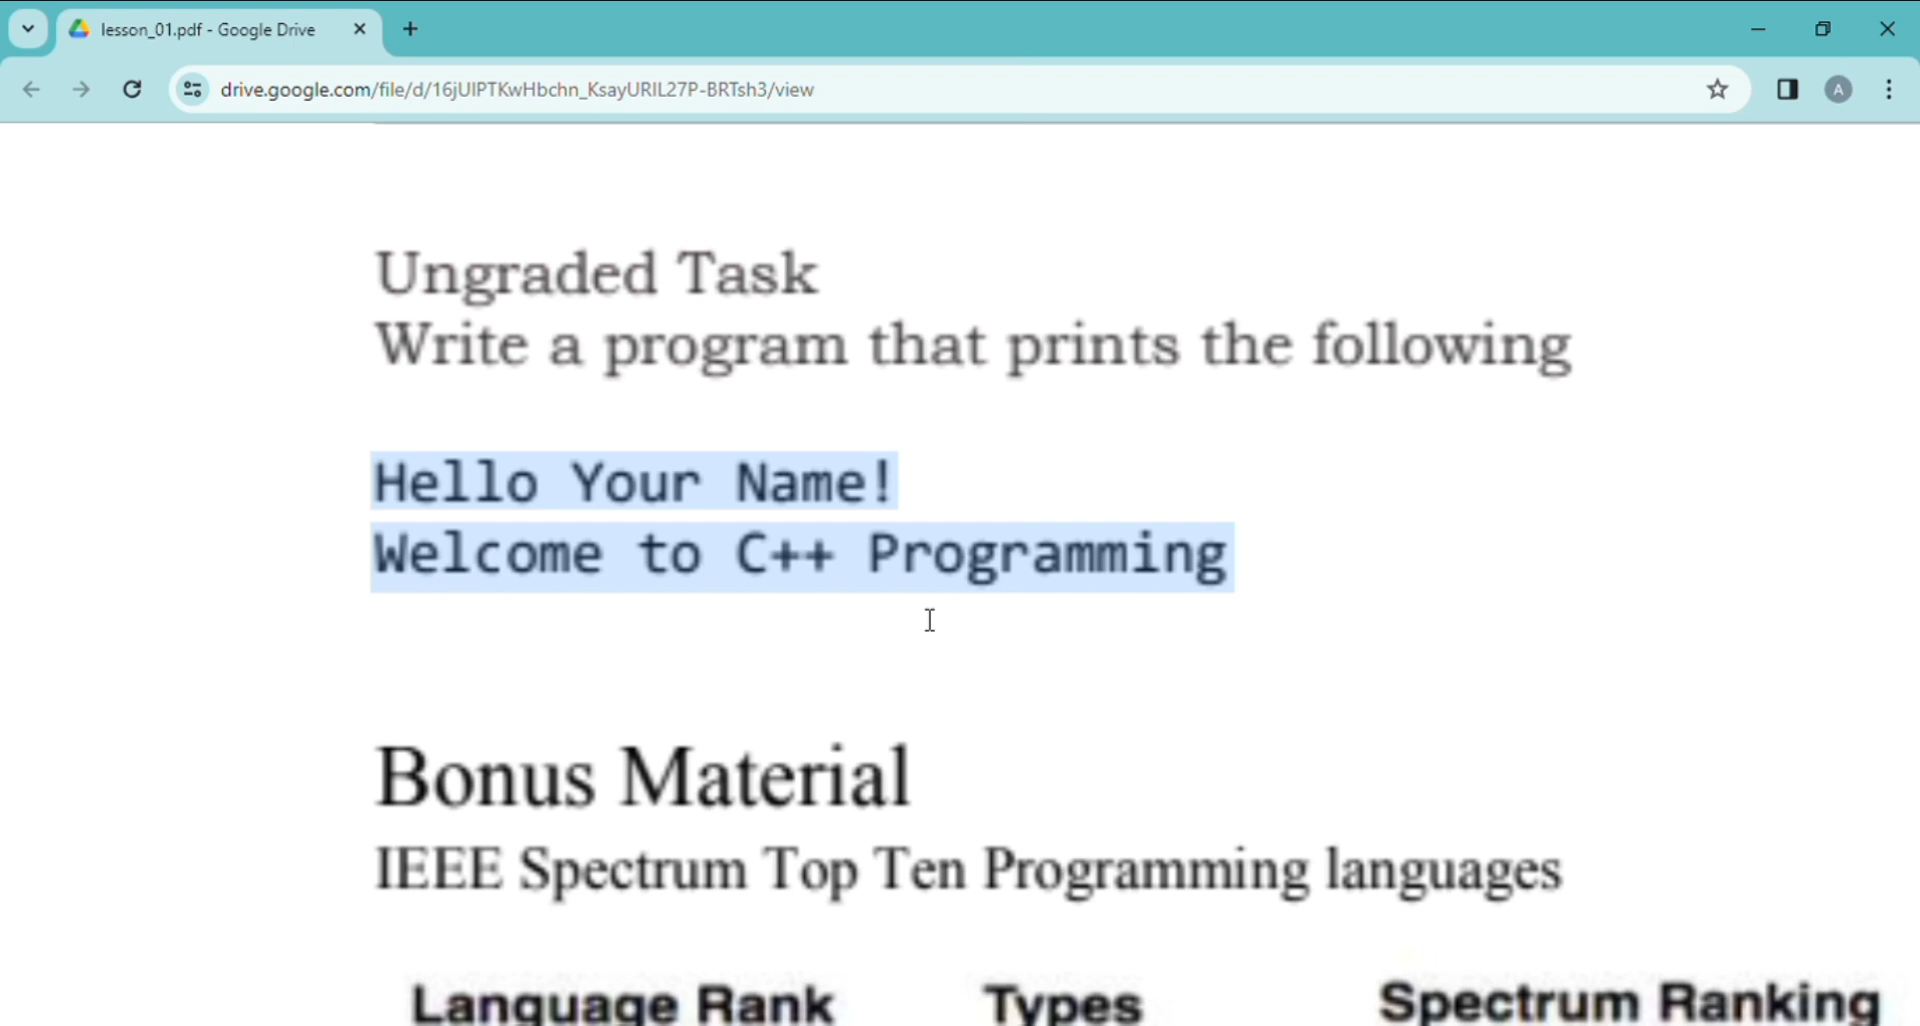 lesson_01.pdf - Google Drive
drive.google.com/file/d/16jUIPTKwHbchn_KsayURIL27P-BRTsh3/view
A
Ungraded Task
Write a program that prints the following
Hello Your Name!
Welcome to C++ Programming
Bonus Material
IEEE Spectrum Top Ten Programming languages
Language Rank Types Spectrum Ranking